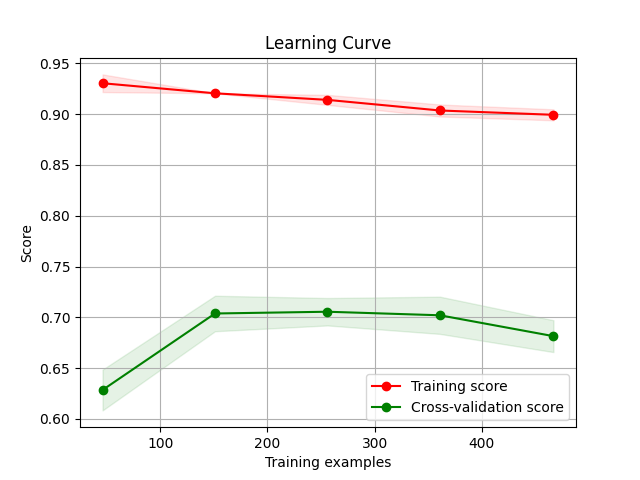 Learning Curve
0.95
0.90
0.85
0.80
0.75
0.70
0.65
0.60
Score
100
200
300
400
Training examples
Training score
Cross-validation score